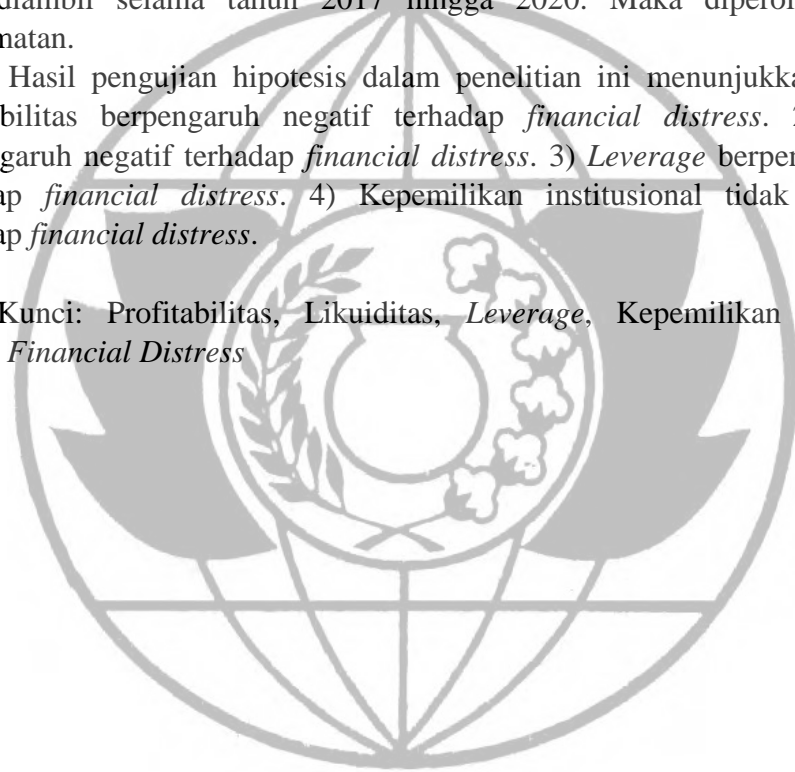 diambil selama tahun 2017 hingga 2020. Maka diperol
matan.
Hasil pengujian hipotesis dalam penelitian ini menunjukka
bilitas berpengaruh negatif terhadap financial distress.
garuh negatif terhadap financial distress. 3) Leverage berpen
ap financial distress. 4) Kepemilikan institusional tidak
ap financial distress.
Kunci: Profitabilitas, Likuiditas, Leverage, Kepemilikan
Financial Distress